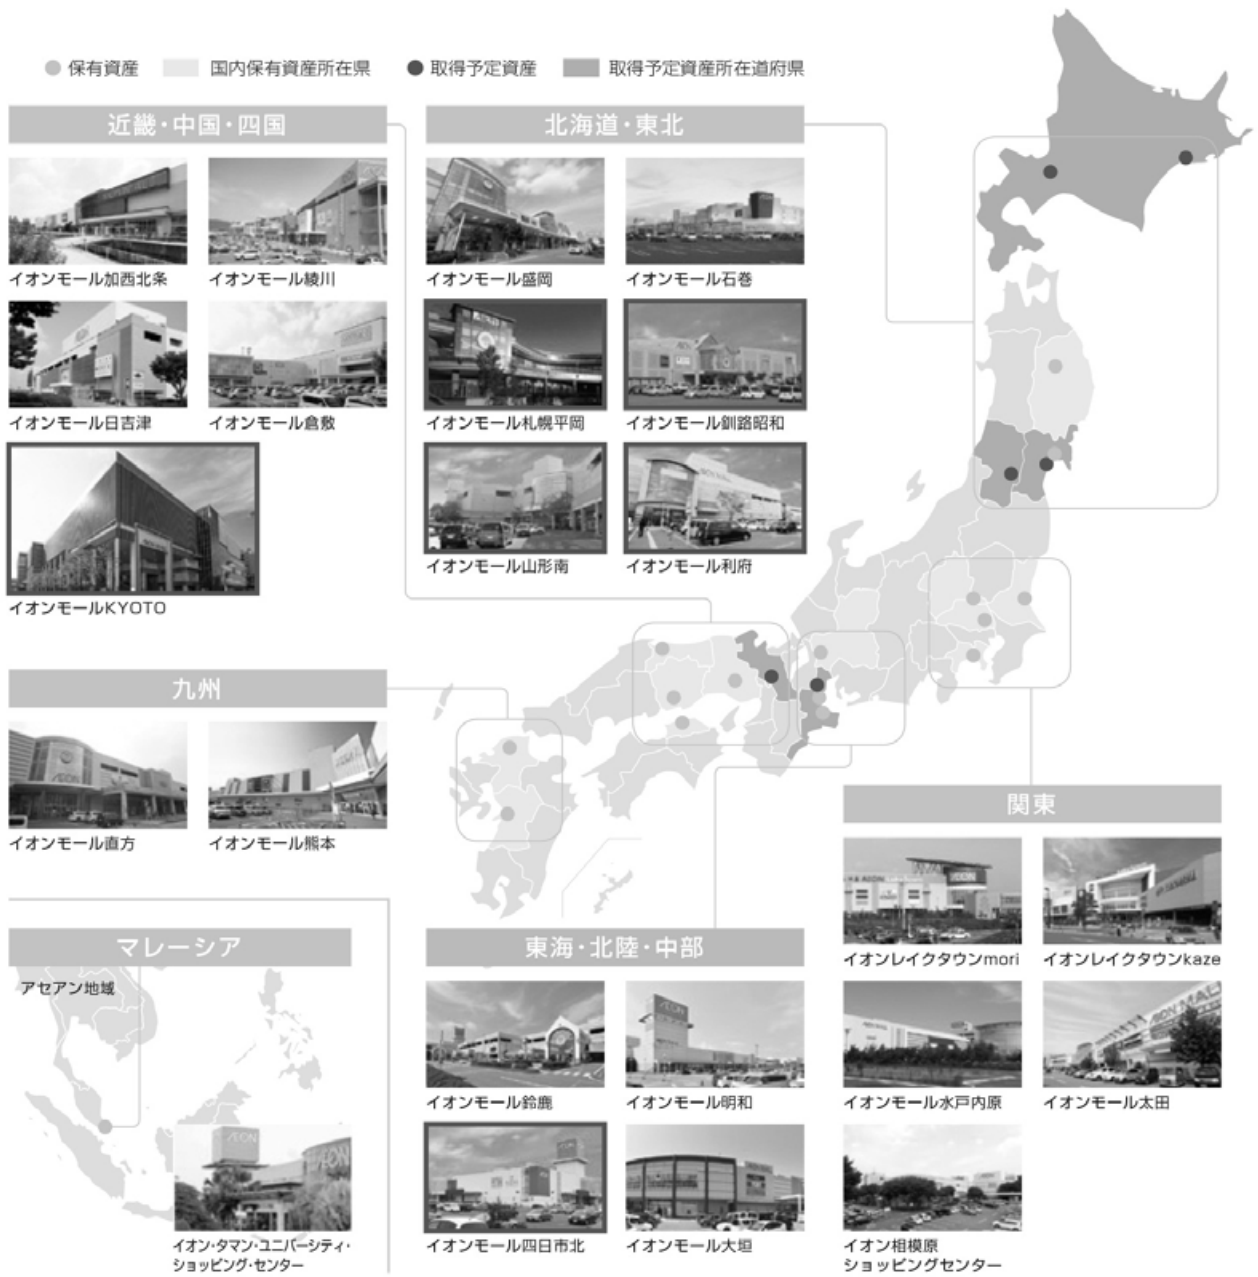 保有資産
国内保有資産所在県
取得予定資産
取得予定資産所在道府県
近畿・中国・四国
イオンモール加西北条
イオンモール綾川
イオンモール日吉津
イオンモール倉敷
イオンモールKYOTO
北海道・東北
イオンモール盛岡
イオンモール石巻
イオンモール札幌平岡
イオンモール釧路昭和
イオンモール山形南
イオンモール利府
九州
イオンモール直方
イオンモール熊本
関東
イオンレイクタウンmori
イオンレイクタウンkaze
イオンモール水戸内原
イオンモール太田
イオン相模原
ショッピングセンター
東海・北陸・中部
イオンモール鈴鹿
イオンモール明和
イオンモール四日市北
イオンモール大垣
マレーシア
アセアン地域
イオン・タマン・ユニバーシティ・
ショッピング・センター